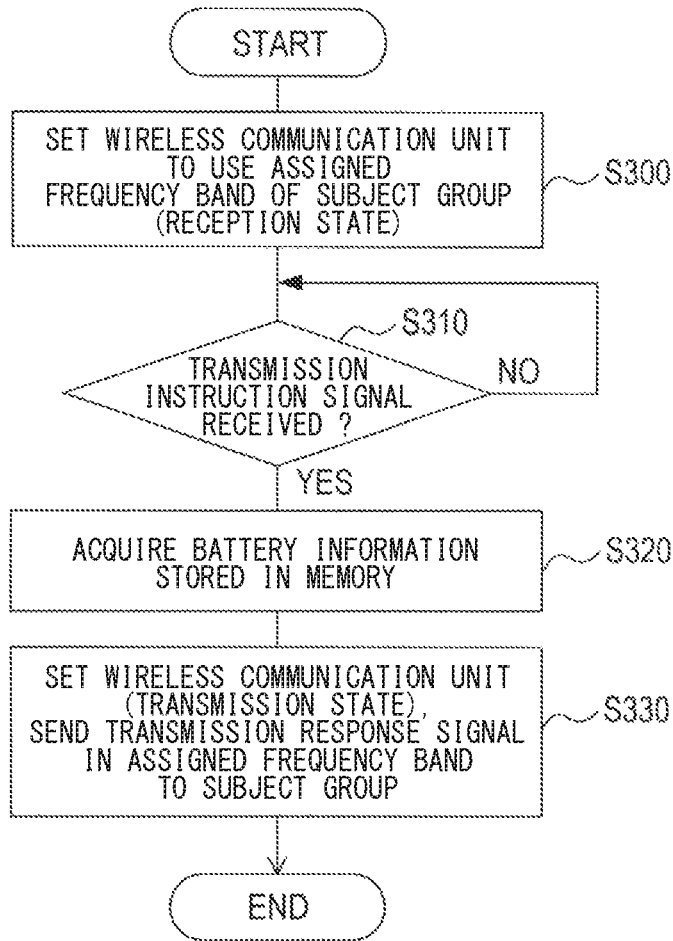 START
SET WIRELESS COMMUNICATION UNIT
TO USE ASSIGNED
FREQUENCY BAND OF SUBJECT GROUP
(RECEPTION STATE)
S300
S310
TRANSMISSION
INSTRUCTION SIGNAL
RECEIVED ?
NO
YES
ACQUIRE BATTERY INFORMATION
STORED IN MEMORY
S320
SET WIRELESS COMMUNICATION UNIT
(TRANSMISSION STATE),
SEND TRANSMISSION RESPONSE SIGNAL
IN ASSIGNED FREQUENCY BAND
TO SUBJECT GROUP
S330
END